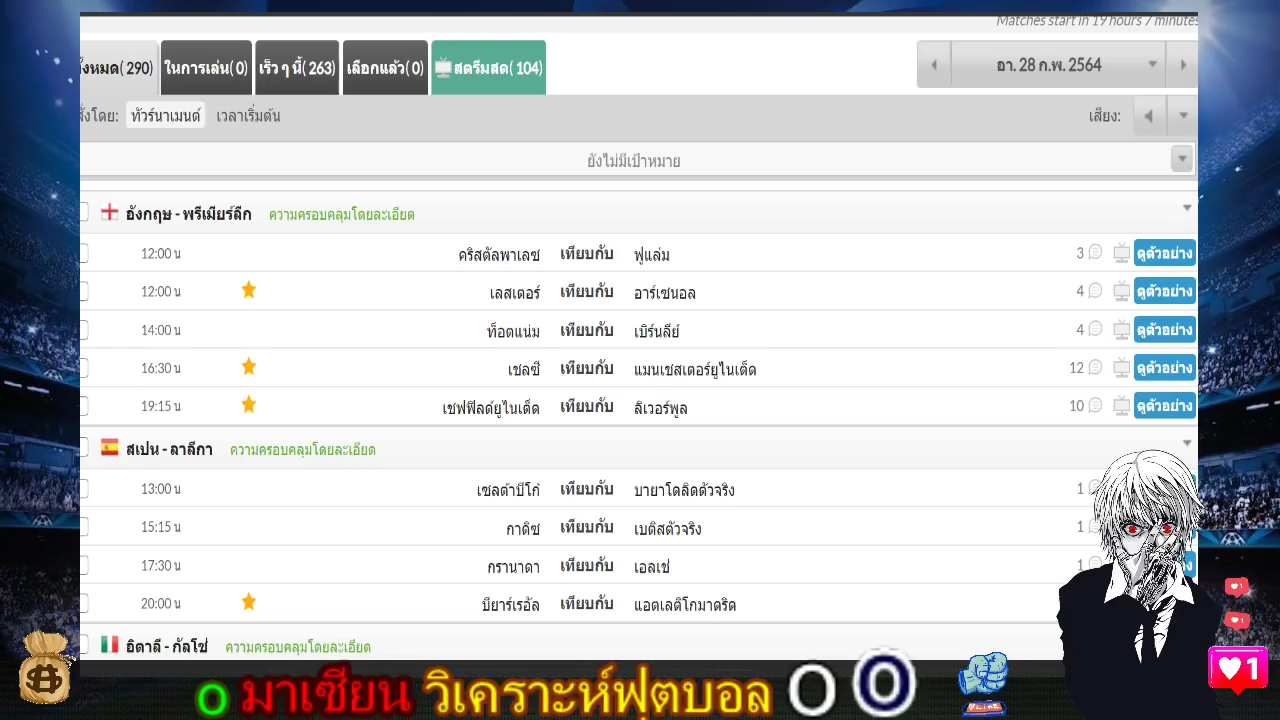 Matches start in 19 hours 7 minutes
ั้งหมด(290) ในการเล่น(0) เร็ว ๆ นี้(263) เลือกแล้ว(0) สตรีมสด(104) อา. 28 ก.พ. 2564
ั่งโดย: ทัวร์นาเมนต์ เวลาเริ่มต้น เสียง:
ยังไม่มีเป้าหมาย
อังกฤษ - พรีเมียร์ลีก ความครอบคลุมโดยละเอียด
12:00 น คริสตัลพาเลซ เทียบกับ ฟูแล่ม 3 ดูตัวอย่าง
12:00 น เลสเตอร์ เทียบกับ อาร์เซนอล 4 ดูตัวอย่าง
14:00 น ท็อตแน่ม เทียบกับ เบิร์นลีย์ 4 ดูตัวอย่าง
16:30 น เชลซี เทียบกับ แมนเชสเตอร์ยูไนเต็ด 12 ดูตัวอย่าง
19:15 น เชฟฟิลด์ยูไนเต็ด เทียบกับ ลิเวอร์พูล 10 ดูตัวอย่าง
สเปน - ลาลีกา ความครอบคลุมโดยละเอียด
13:00 น เซลต้าบีโก้ เทียบกับ บายาโดลิดตัวจริง 1
15:15 น กาดิซ เทียบกับ เบติสตัวจริง 1
17:30 น กรานาดา เทียบกับ เอลเช่ 1
20:00 น บียาร์เรอัล เทียบกับ แอตเลติโกมาดริด
อิตาลี - กัลโช่ ความครอบคลุมโดยละเอียด
o มาเซียน วิเคราะห์ฟุตบอล O O
1